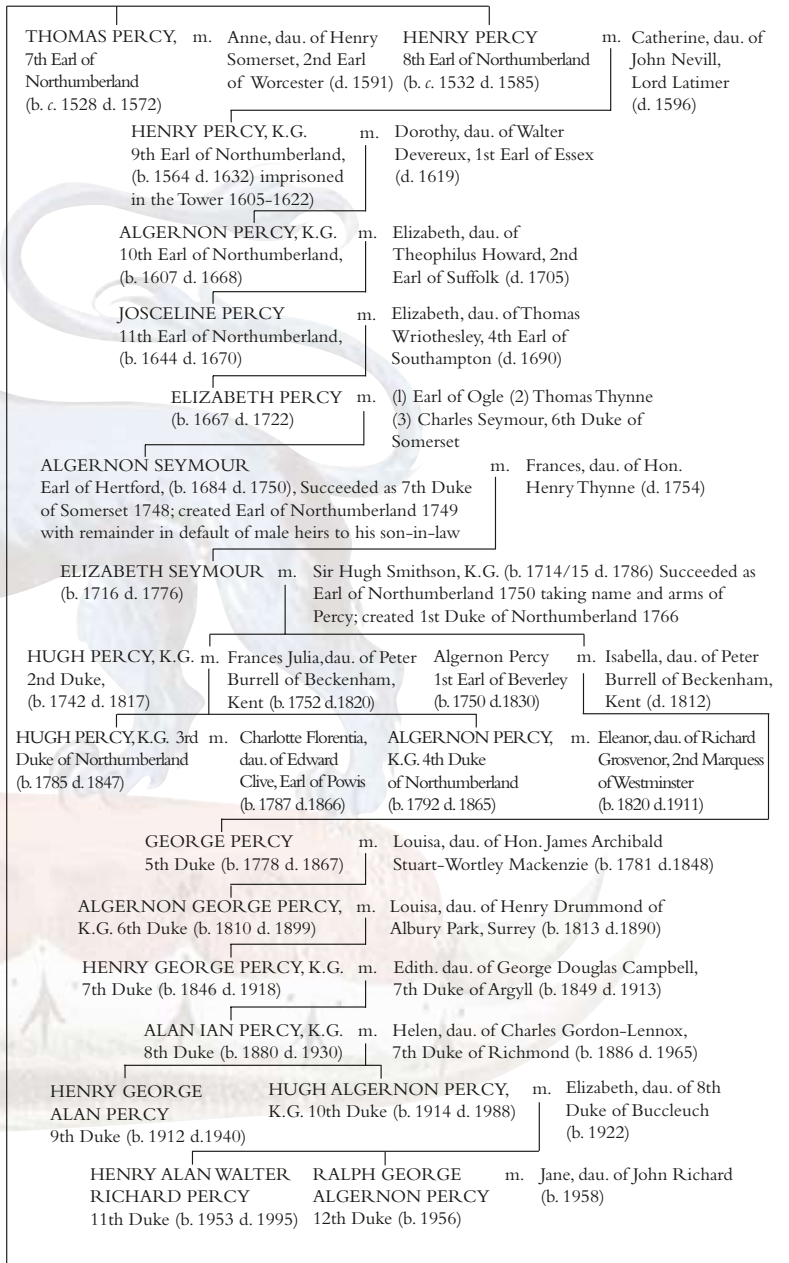 THOMAS PERCY, m. Anne, dau. of Henry HENRY PERCY m. Catherine, dau. of
7th Earl of Somerset, 2nd Earl 8th Earl of Northumberland John Nevill,
Northumberland of Worcester (d. 1591) (b. c. 1532 d. 1585) Lord Latimer
(b. c. 1528 d. 1572) (d. 1596)
HENRY PERCY, K.G. m. Dorothy, dau. of Walter
9th Earl of Northumberland, Devereux, 1st Earl of Essex
(b. 1564 d. 1632) imprisoned (d. 1619)
in the Tower 1605-1622)
ALGERNON PERCY, K.G. m. Elizabeth, dau. of
10th Earl of Northumberland, Theophilus Howard, 2nd
(b. 1607 d. 1668) Earl of Suffolk (d. 1705)
JOSCELINE PERCY m. Elizabeth, dau. of Thomas
11th Earl of Northumberland, Wriothesley, 4th Earl of
(b. 1644 d. 1670) Southampton (d. 1690)
ELIZABETH PERCY m. (l) Earl of Ogle (2) Thomas Thynne
(b. 1667 d. 1722) (3) Charles Seymour, 6th Duke of
Somerset
ALGERNON SEYMOUR m. Frances, dau. of Hon.
Earl of Hertford, (b. 1684 d. 1750), Succeeded as 7th Duke Henry Thynne (d. 1754)
of Somerset 1748; created Earl of Northumberland 1749
with remainder in default of male heirs to his son-in-law
ELIZABETH SEYMOUR m. Sir Hugh Smithson, K.G. (b. 1714/15 d. 1786) Succeeded as
(b. 1716 d. 1776) Earl of Northumberland 1750 taking name and arms of
Percy; created 1st Duke of Northumberland 1766
HUGH PERCY, K.G. m. Frances Julia,dau. of Peter Algernon Percy m. Isabella, dau. of Peter
2nd Duke, Burrell of Beckenham, 1st Earl of Beverley Burrell of Beckenham,
(b. 1742 d. 1817) Kent (b. 1752 d.1820) (b. 1750 d.1830) Kent (d. 1812)
HUGH PERCY,K.G. 3rd m. Charlotte Florentia, ALGERNON PERCY, m. Eleanor, dau. of Richard
Duke of Northumberland dau. of Edward K.G. 4th Duke Grosvenor, 2nd Marquess
(b. 1785 d. 1847) Clive, Earl of Powis of Northumberland of Westminster
(b. 1787 d.1866) (b. 1792 d. 1865) (b. 1820 d.1911)
GEORGE PERCY m. Louisa, dau. of Hon. James Archibald
5th Duke (b. 1778 d. 1867) Stuart-Wortley Mackenzie (b. 1781 d.1848)
ALGERNON GEORGE PERCY, m. Louisa, dau. of Henry Drummond of
K.G. 6th Duke (b. 1810 d. 1899) Albury Park, Surrey (b. 1813 d.1890)
HENRY GEORGE PERCY, K.G. m. Edith. dau. of George Douglas Campbell,
7th Duke (b. 1846 d. 1918) 7th Duke of Argyll (b. 1849 d. 1913)
ALAN IAN PERCY, K.G. m. Helen, dau. of Charles Gordon-Lennox,
8th Duke (b. 1880 d. 1930) 7th Duke of Richmond (b. 1886 d. 1965)
HENRY GEORGE HUGH ALGERNON PERCY, m. Elizabeth, dau. of 8th
ALAN PERCY K.G. 10th Duke (b. 1914 d. 1988) Duke of Buccleuch
9th Duke (b. 1912 d.1940) (b. 1922)
HENRY ALAN WALTER RALPH GEORGE m. Jane, dau. of John Richard
RICHARD PERCY ALGERNON PERCY (b. 1958)
11th Duke (b. 1953 d. 1995) 12th Duke (b. 1956)